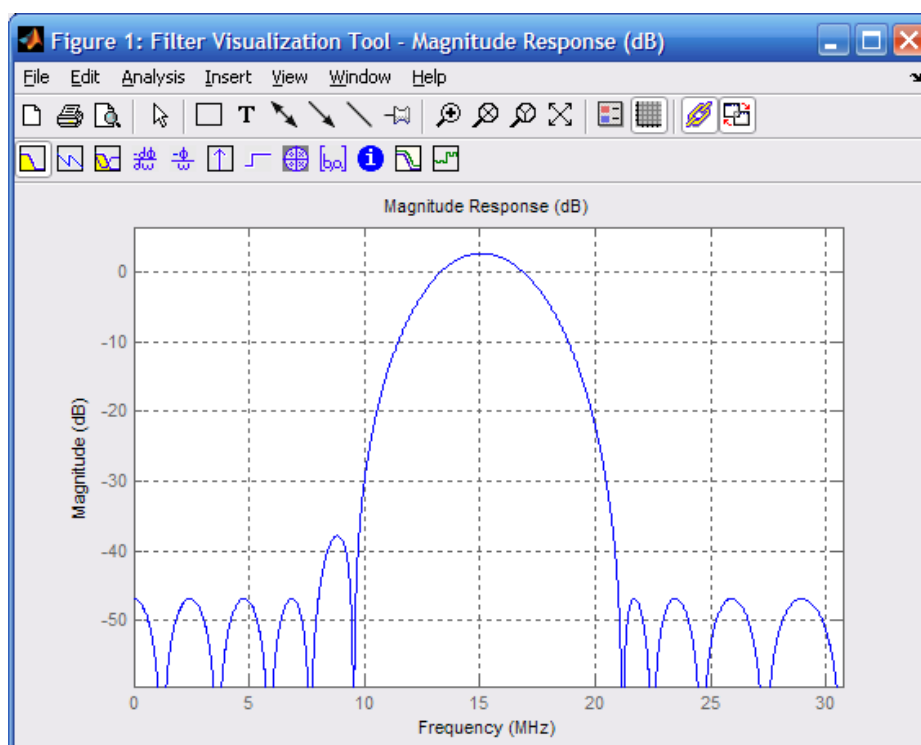 Figure 1: Filter Visualization Tool - Magnitude Response (dB)
File Edit Analysis Insert View Window Help
T
[b,a] i
Magnitude Response (dB)
0
-10
-20
-30
-40
-50
Magnitude (dB)
0 5 10 15 20 25 30
Frequency (MHz)